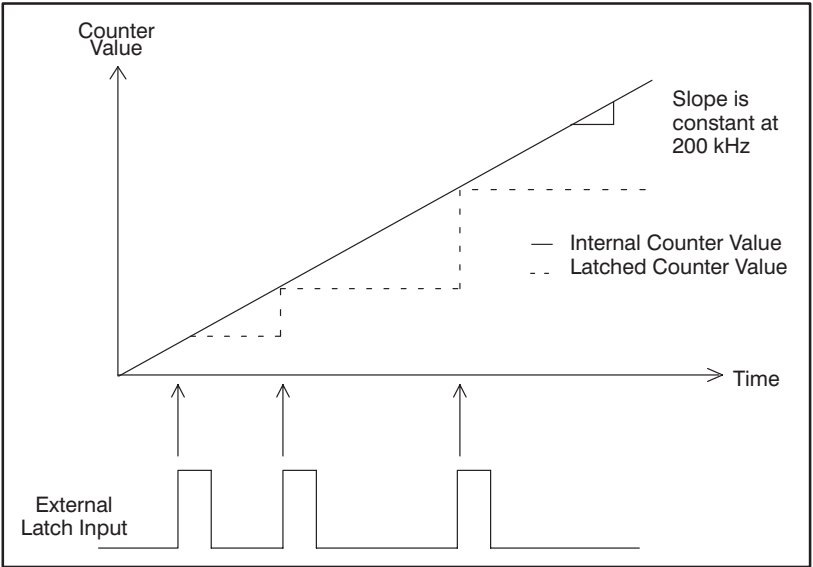 Counter
Value
Slope is
constant at
200 kHz
Internal Counter Value
Latched Counter Value
Time
External
Latch Input